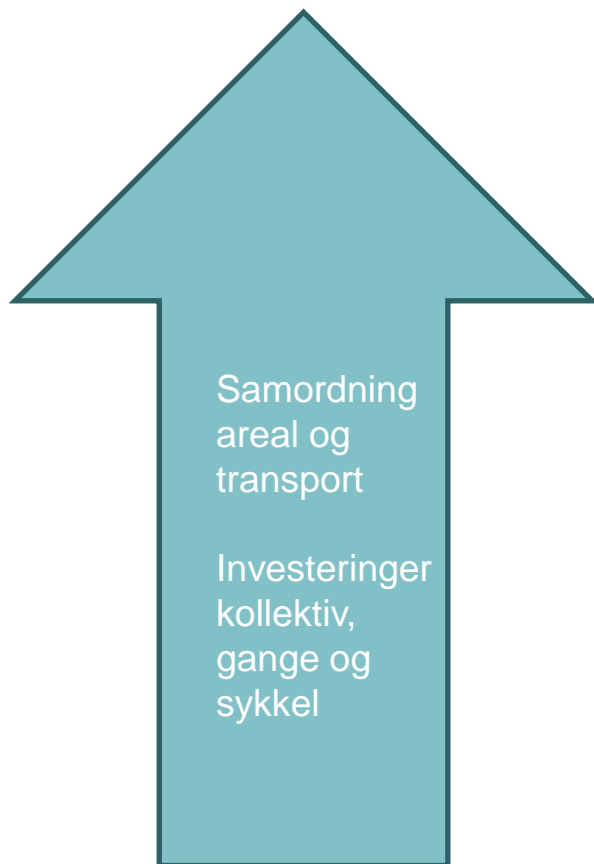 Samordning
areal og
transport
Investeringer
kollektiv,
gange og
sykkel